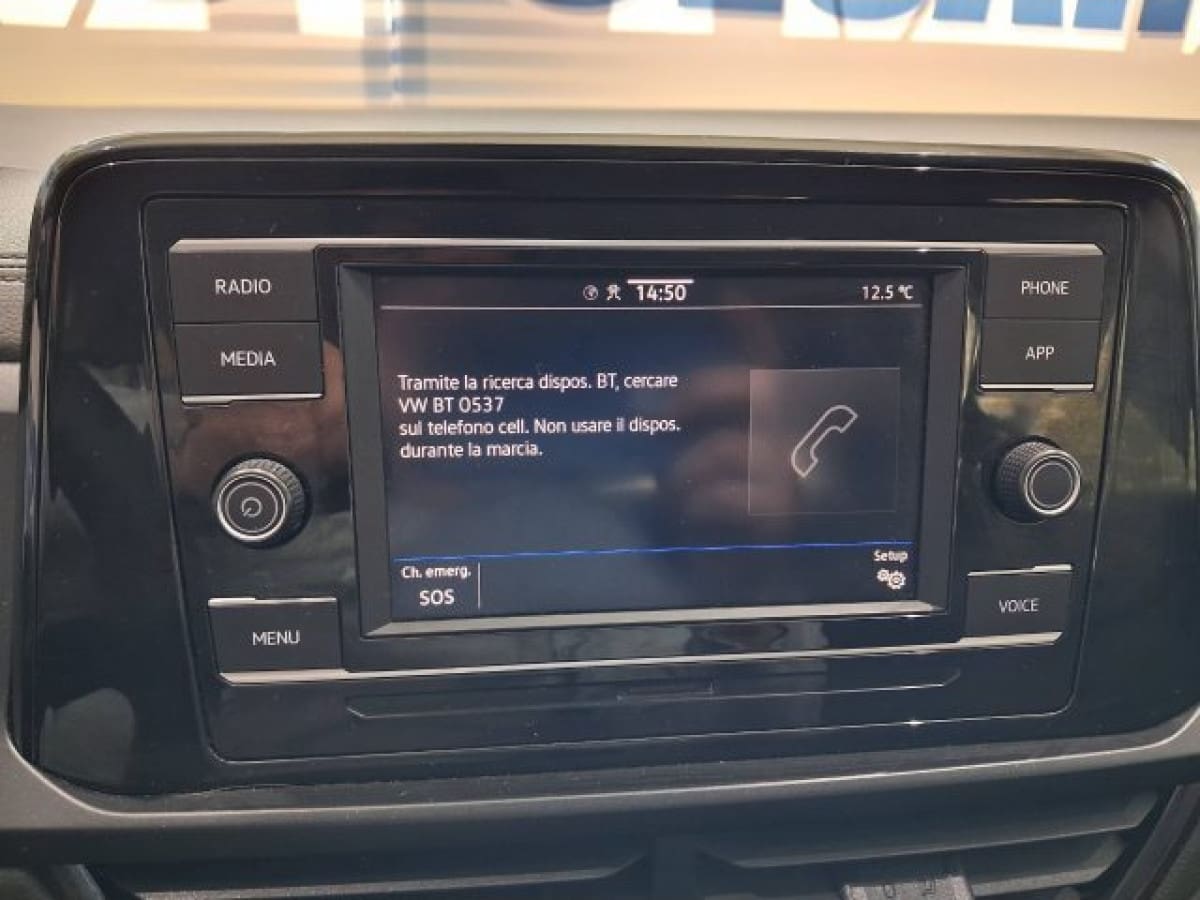 RADIO
MEDIA
MENU
14:50
12.5 °C
Tramite la ricerca dispos. BT, cercare
VW BT 0537
sul telefono cell. Non usare il dispos.
durante la marcia.
Ch. emerg.
SOS
Setup
PHONE
APP
VOICE